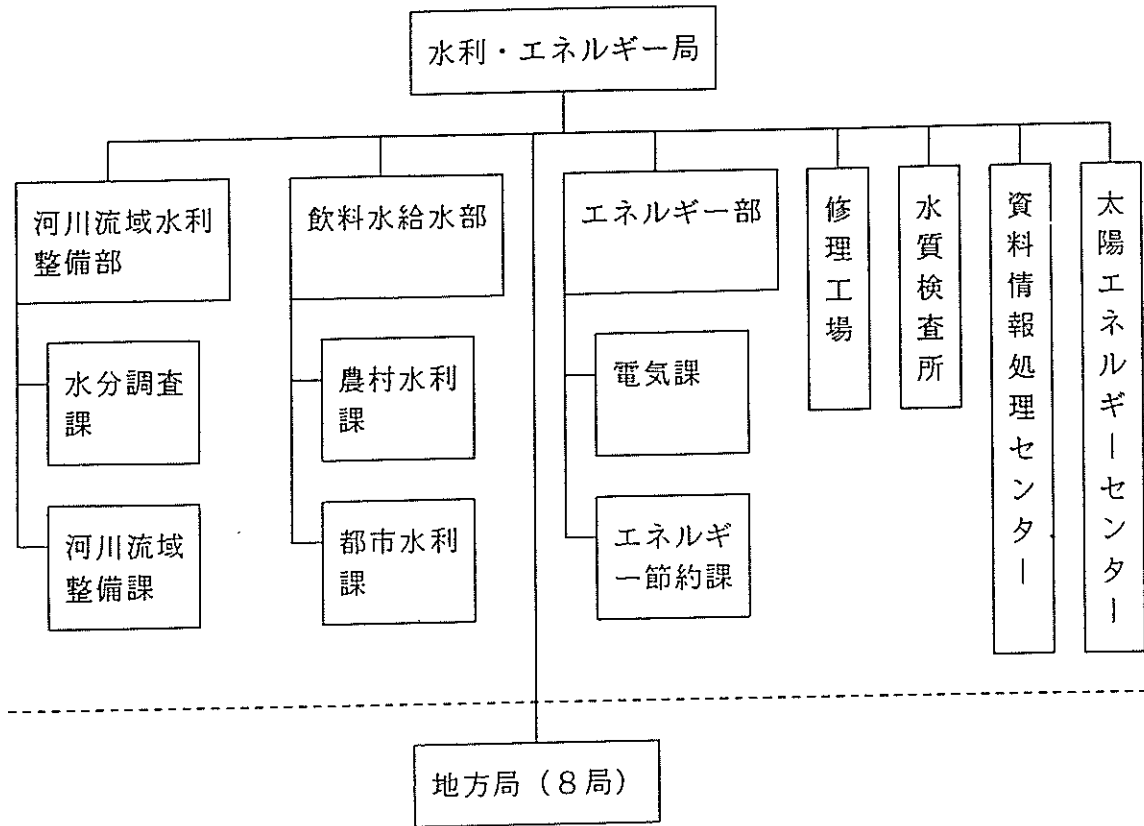 水利・エネルギー局
河川流域水利
整備部
飲料水給水部
エネルギー部
修理工場
水質検査所
資料情報処理センター
太陽エネルギーセンター
水分調査
課
農村水利
課
電気課
河川流域
整備課
都市水利
課
エネルギ
ー節約課
地方局(8局)